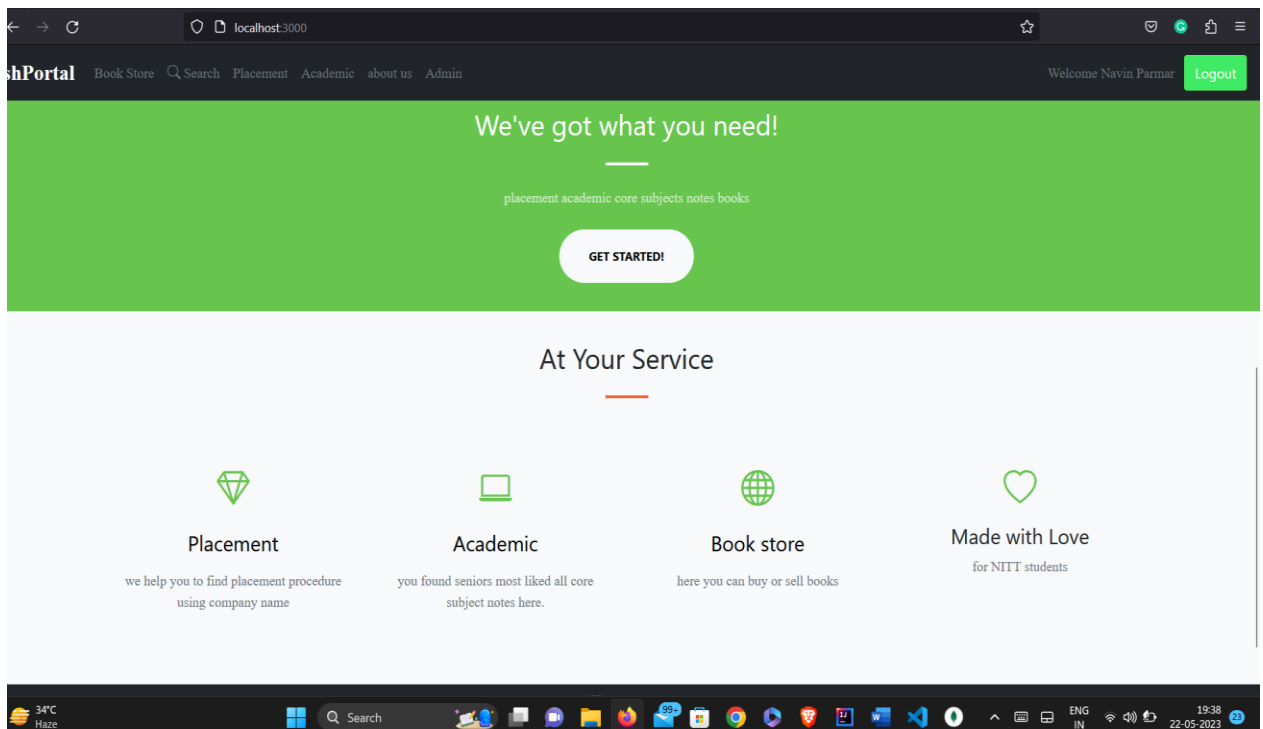 localhost:3000
shPortal Book Store Search Placement Academic about us Admin Welcome Navin Parmar Logout
We've got what you need!
placement academic core subjects notes books
GET STARTED!
At Your Service
Placement
we help you to find placement procedure
using company name
Academic
you found seniors most liked all core
subject notes here.
Book store
here you can buy or sell books
Made with Love
for NITT students
34°C
Haze
Search
99+
ENG
IN
19:38
22-05-2023
23